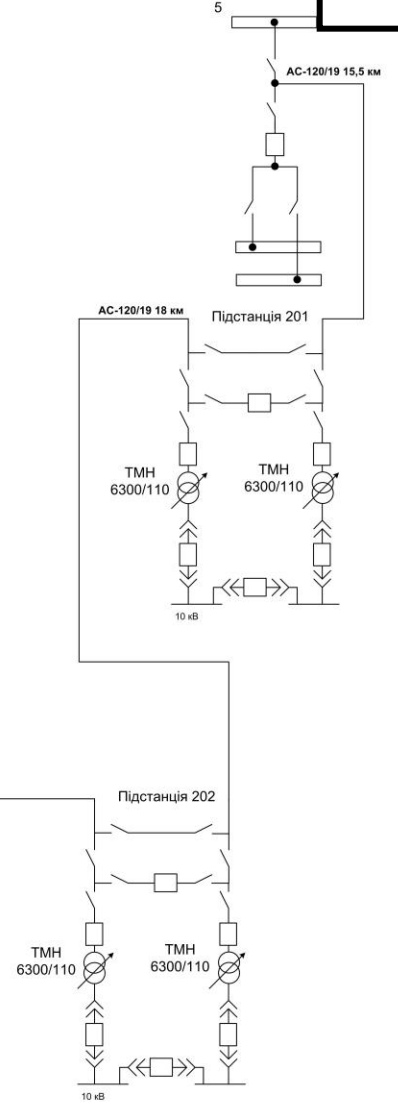 5
АС-120/19 15,5 км
АС-120/19 18 км
Підстанція 201
ТМН
6300/110
ТМН
6300/110
10 кВ
Підстанція 202
ТМН
6300/110
ТМН
6300/110
10 кВ